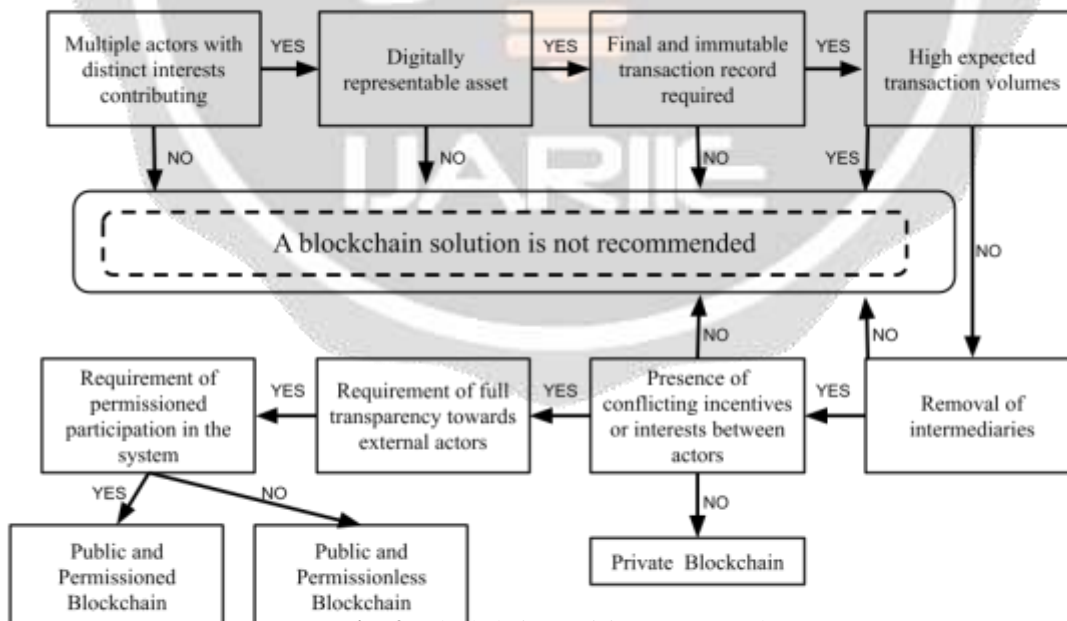 Multiple actors with
distinct interests
contributing
YES
Digitally
representable asset
YES
Final and immutable
transaction record
required
YES
High expected
transaction volumes
NO
NO
NO
YES
IJARIIE
A blockchain solution is not recommended
NO
NO
NO
Requirement of
permissioned
participation in the
system
YES
Requirement of full
transparency towards
external actors
YES
Presence of
conflicting incentives
or interests between
actors
YES
Removal of
intermediaries
YES
NO
NO
Public and
Permissioned
Blockchain
Public and
Permissionless
Blockchain
Private Blockchain